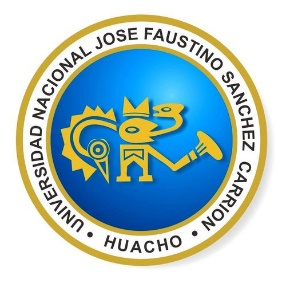 UNIVERSIDAD NACIONAL JOSE FAUSTINO SANCHEZ CARRION
• HUACHO •